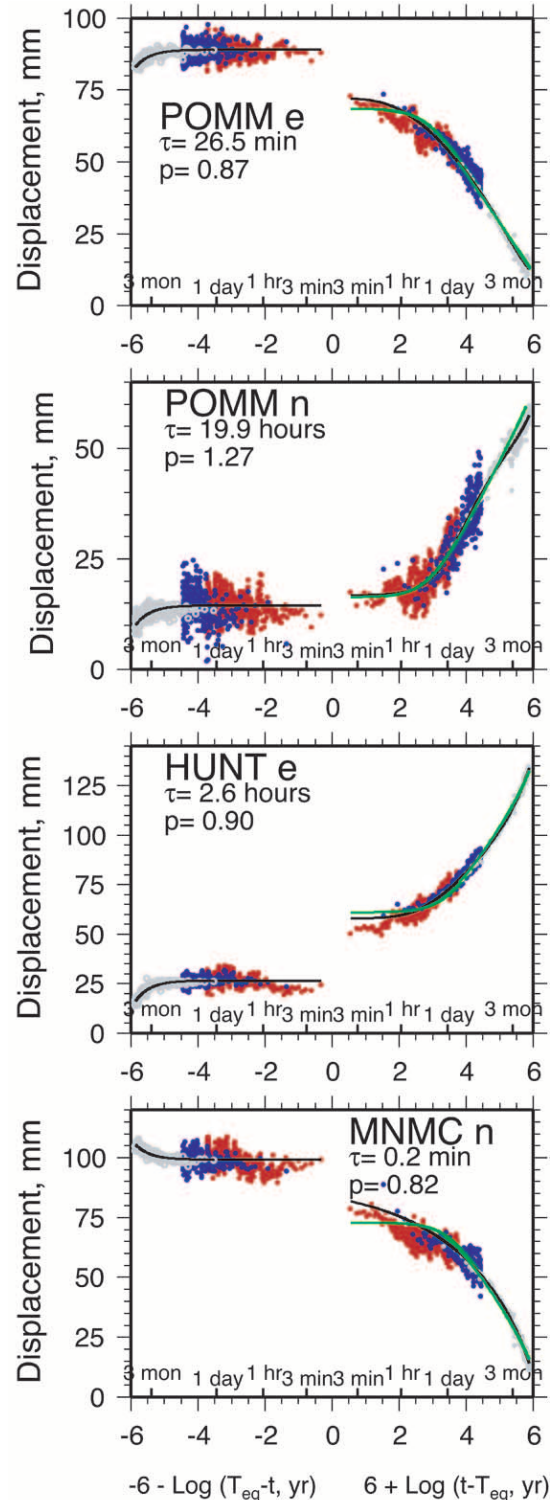 100
75
50
25
0
Displacement, mm
POMM e
τ= 26.5 min
p= 0.87
3 mon 1 day 1 hr 3 min 3 min 1 hr 1 day 3 mon
-6 -4 -2 0 2 4 6
50
25
0
Displacement, mm
POMM n
τ= 19.9 hours
p= 1.27
3 mon 1 day 1 hr 3 min 3 min 1 hr 1 day 3 mon
-6 -4 -2 0 2 4 6
125
100
75
50
25
0
Displacement, mm
HUNT e
τ= 2.6 hours
p= 0.90
3 mon 1 day 1 hr 3 min 3 min 1 hr 1 day 3 mon
-6 -4 -2 0 2 4 6
100
75
50
25
0
Displacement, mm
MNMC n
τ= 0.2 min
p= 0.82
3 mon 1 day 1 hr 3 min 3 min 1 hr 1 day 3 mon
-6 -4 -2 0 2 4 6
-6 - Log (Teq-t, yr) 6 + Log (t-Teq, yr)